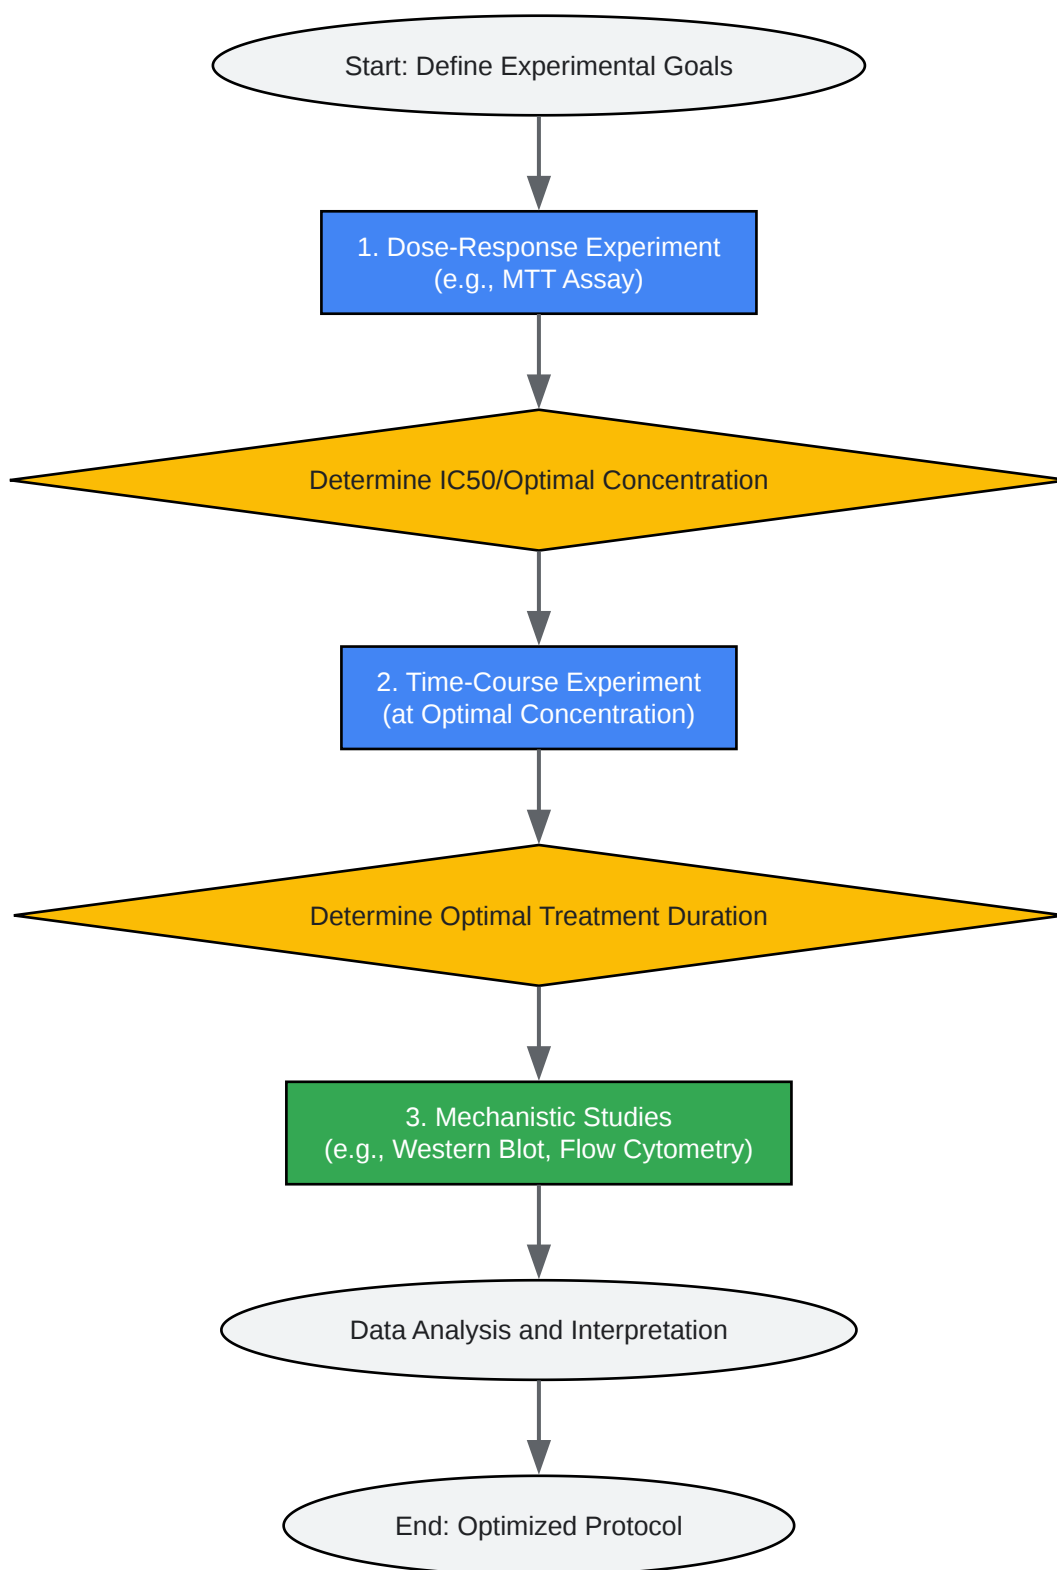 Start: Define Experimental Goals
1. Dose-Response Experiment
(e.g., MTT Assay)
Determine IC50/Optimal Concentration
2. Time-Course Experiment
(at Optimal Concentration)
Determine Optimal Treatment Duration
3. Mechanistic Studies
(e.g., Western Blot, Flow Cytometry)
Data Analysis and Interpretation
End: Optimized Protocol